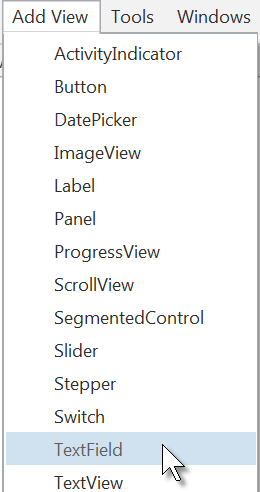 Add View Tools Windows
ActivityIndicator
Button
DatePicker
ImageView
Label
Panel
ProgressView
ScrollView
SegmentedControl
Slider
Stepper
Switch
TextField
TextView